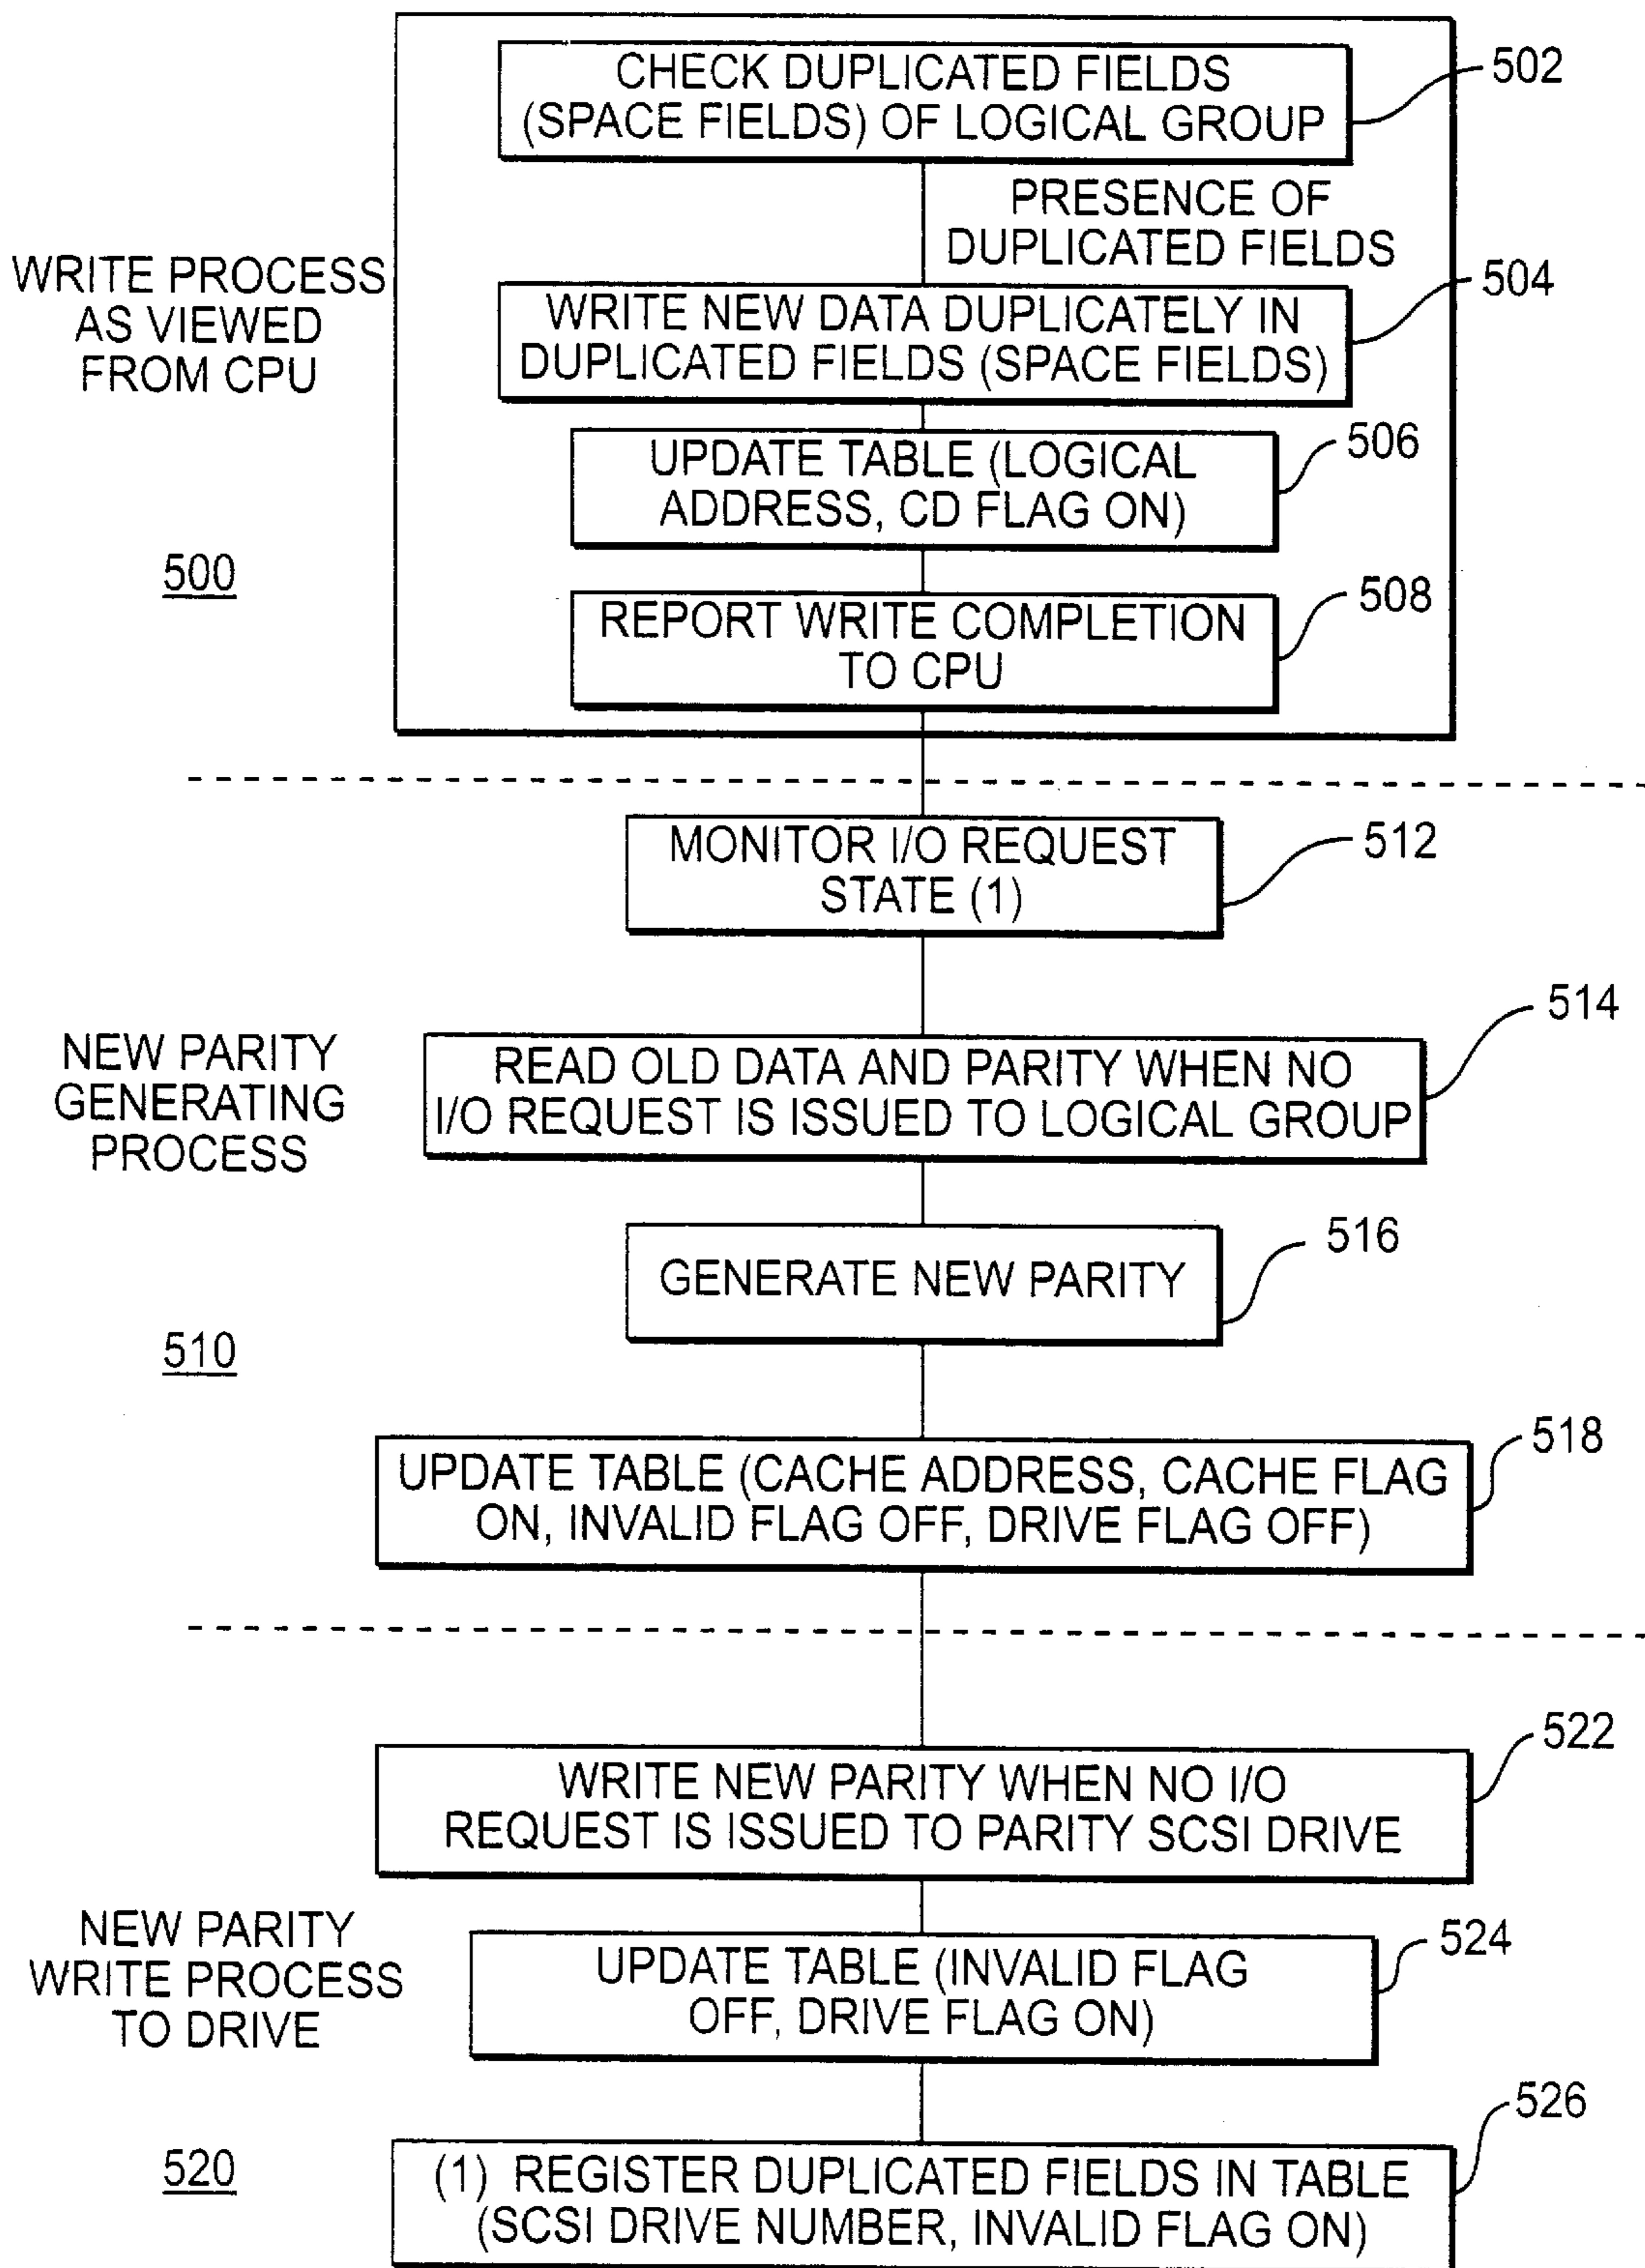 CHECK DUPLICATED FIELDS
(SPACE FIELDS) OF LOGICAL GROUP
502
PRESENCE OF
DUPLICATED FIELDS
WRITE PROCESS
AS VIEWED
FROM CPU
504
WRITE NEW DATA DUPLICATELY IN
DUPLICATED FIELDS (SPACE FIELDS)
506
UPDATE TABLE (LOGICAL
ADDRESS, CD FLAG ON)
500
508
REPORT WRITE COMPLETION
TO CPU
MONITOR I/O REQUEST
STATE (1)
512
514
NEW PARITY
GENERATING
PROCESS
READ OLD DATA AND PARITY WHEN NO
I/O REQUEST IS ISSUED TO LOGICAL GROUP
516
GENERATE NEW PARITY
510
518
UPDATE TABLE (CACHE ADDRESS, CACHE FLAG
ON, INVALID FLAG OFF, DRIVE FLAG OFF)
522
WRITE NEW PARITY WHEN NO I/O
REQUEST IS ISSUED TO PARITY SCSI DRIVE
NEW PARITY
WRITE PROCESS
TO DRIVE
524
UPDATE TABLE (INVALID FLAG
OFF, DRIVE FLAG ON)
526
520
(1) REGISTER DUPLICATED FIELDS IN TABLE
(SCSI DRIVE NUMBER, INVALID FLAG ON)